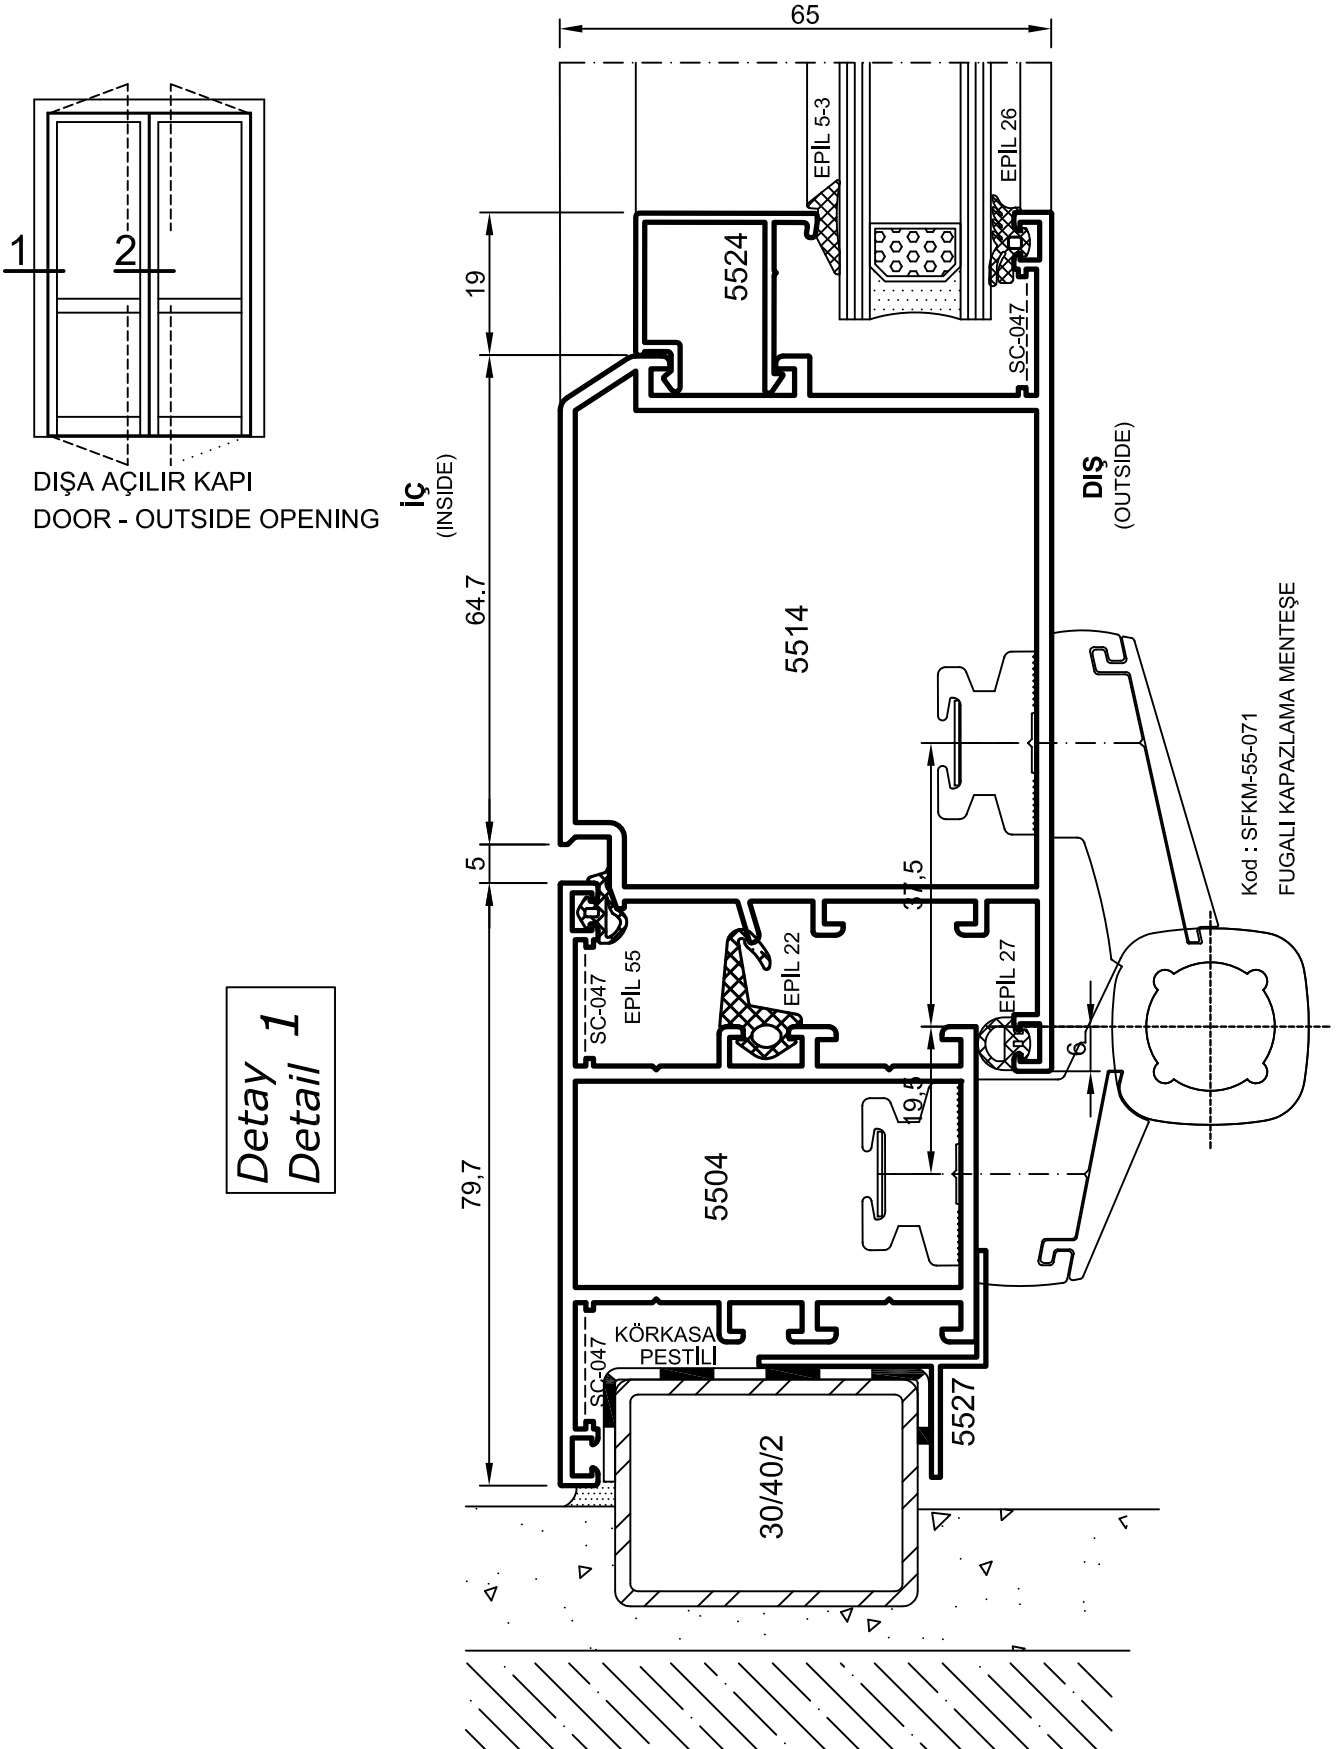 65
EPİL 5-3
EPİL 26
1
2
19
5524
SC-047
DIŞA AÇILIR KAPI
DOOR - OUTSIDE OPENING
İÇ
(INSIDE)
DIŞ
(OUTSIDE)
64.7
5514
Kod : SFKM-55-071
FUGALI KAPAZLAMA MENTEŞE
5
37,5
SC-047
EPİL 55
EPİL 22
EPİL 27
6
19,5
Detay
Detail 1
79,7
5504
KÖRKASA
PESTİLİ
SC-047
5527
30/40/2